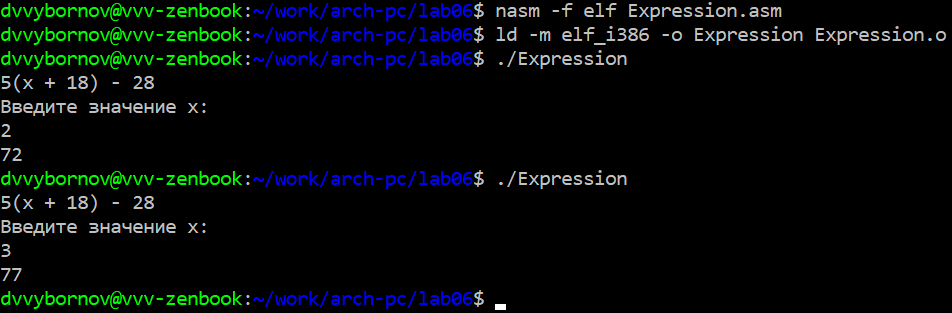 dvvybornov@vvv-zenbook:~/work/arch-pc/lab06$ nasm -f elf Expression.asm
dvvybornov@vvv-zenbook:~/work/arch-pc/lab06$ ld -m elf_i386 -o Expression Expression.o
dvvybornov@vvv-zenbook:~/work/arch-pc/lab06$ ./Expression
5(x + 18) - 28
Введите значение x:
2
72
dvvybornov@vvv-zenbook:~/work/arch-pc/lab06$ ./Expression
5(x + 18) - 28
Введите значение x:
3
77
dvvybornov@vvv-zenbook:~/work/arch-pc/lab06$